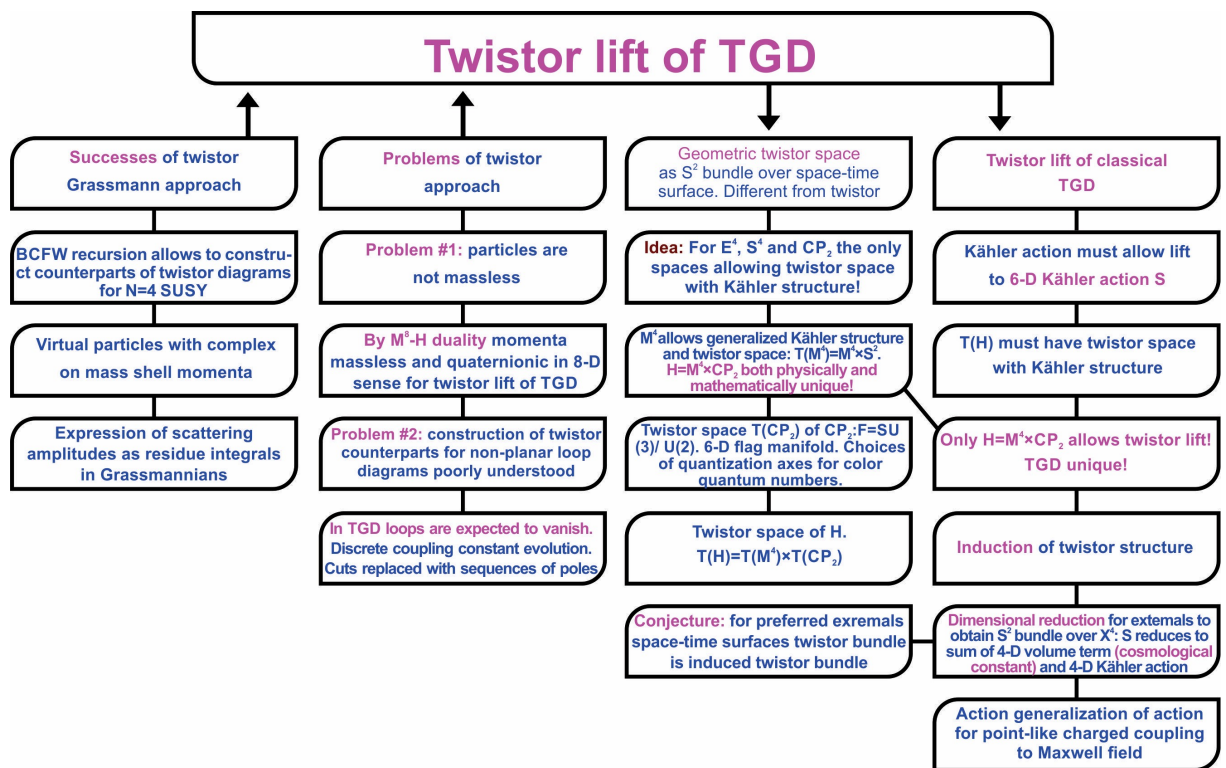 Twistor lift of TGD
Successes of twistor
Grassmann approach
BCFW recursion allows to constru-
ct counterparts of twistor diagrams
for N=4 SUSY
Virtual particles with complex
on mass shell momenta
Expression of scattering
amplitudes as residue integrals
in Grassmannians
Problems of twistor
approach
Problem #1: particles are
not massless
By M⁸-H duality momenta
massless and quaternionic in 8-D
sense for twistor lift of TGD
Problem #2: construction of twistor
counterparts for non-planar loop
diagrams poorly understood
In TGD loops are expected to vanish.
Discrete coupling constant evolution.
Cuts replaced with sequences of poles
Geometric twistor space
as S² bundle over space-time
surface. Different from twistor
Idea: For E⁴, S⁴ and CP₂ the only
spaces allowing twistor space
with Kähler structure!
M⁴allows generalized Kähler structure
and twistor space: T(M⁴)=M⁴×S².
H=M⁴×CP₂ both physically and
mathematically unique!
Twistor space T(CP₂) of CP₂:F=SU
(3)/ U(2). 6-D flag manifold. Choices
of quantization axes for color
quantum numbers.
Twistor space of H.
T(H)=T(M⁴)×T(CP₂)
Conjecture: for preferred exremals
space-time surfaces twistor bundle
is induced twistor bundle
Twistor lift of classical
TGD
Kähler action must allow lift
to 6-D Kähler action S
T(H) must have twistor space
with Kähler structure
Only H=M⁴×CP₂ allows twistor lift!
TGD unique!
Induction of twistor structure
Dimensional reduction for extemals to
obtain S² bundle over X⁴: S reduces to
sum of 4-D volume term (cosmological
constant) and 4-D Kähler action
Action generalization of action
for point-like charged coupling
to Maxwell field